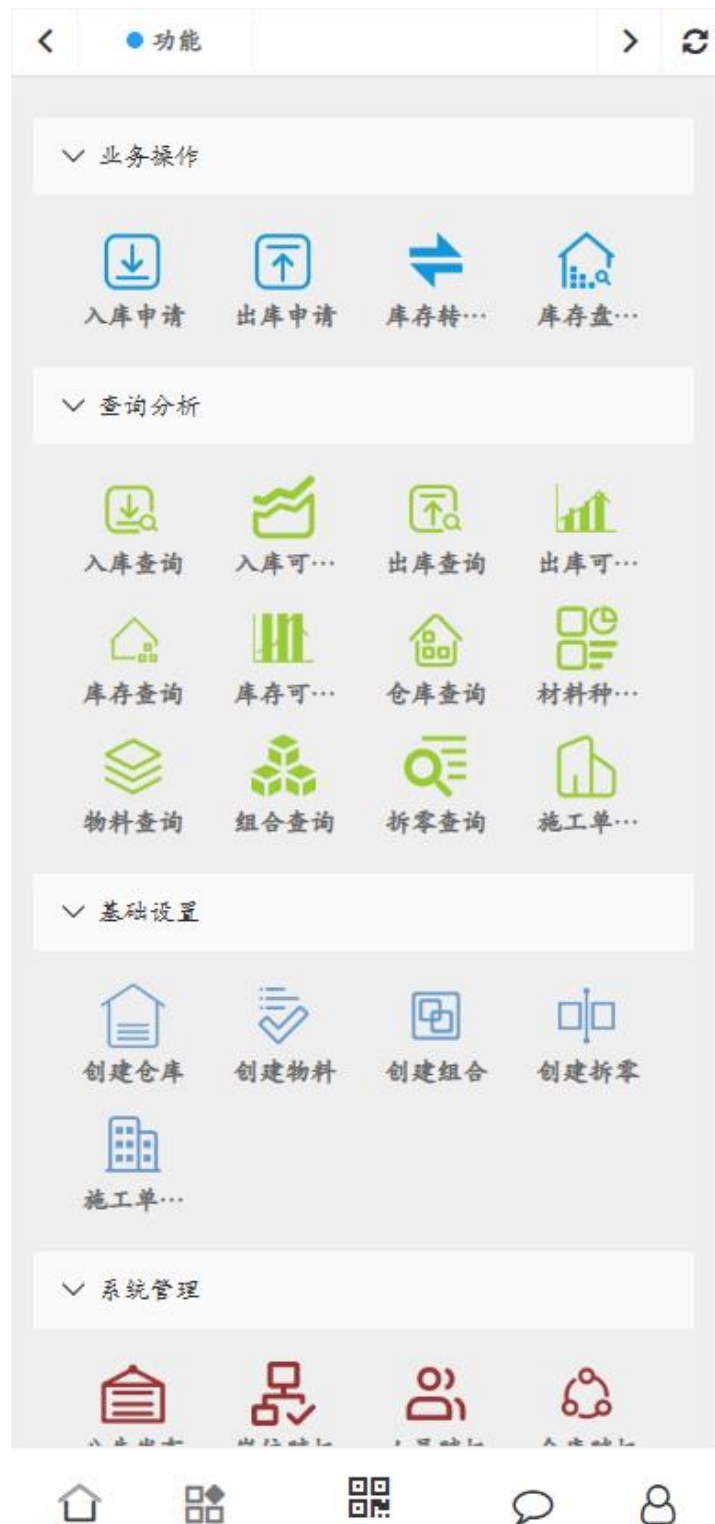 功能
业务操作
入库申请 出库申请 库存转… 库存盘…
查询分析
入库查询 入库可… 出库查询 出库可…
库存查询 库存可… 仓库查询 材料种…
物料查询 组合查询 拆零查询 施工单…
基础设置
创建仓库 创建物料 创建组合 创建拆零
施工单…
系统管理